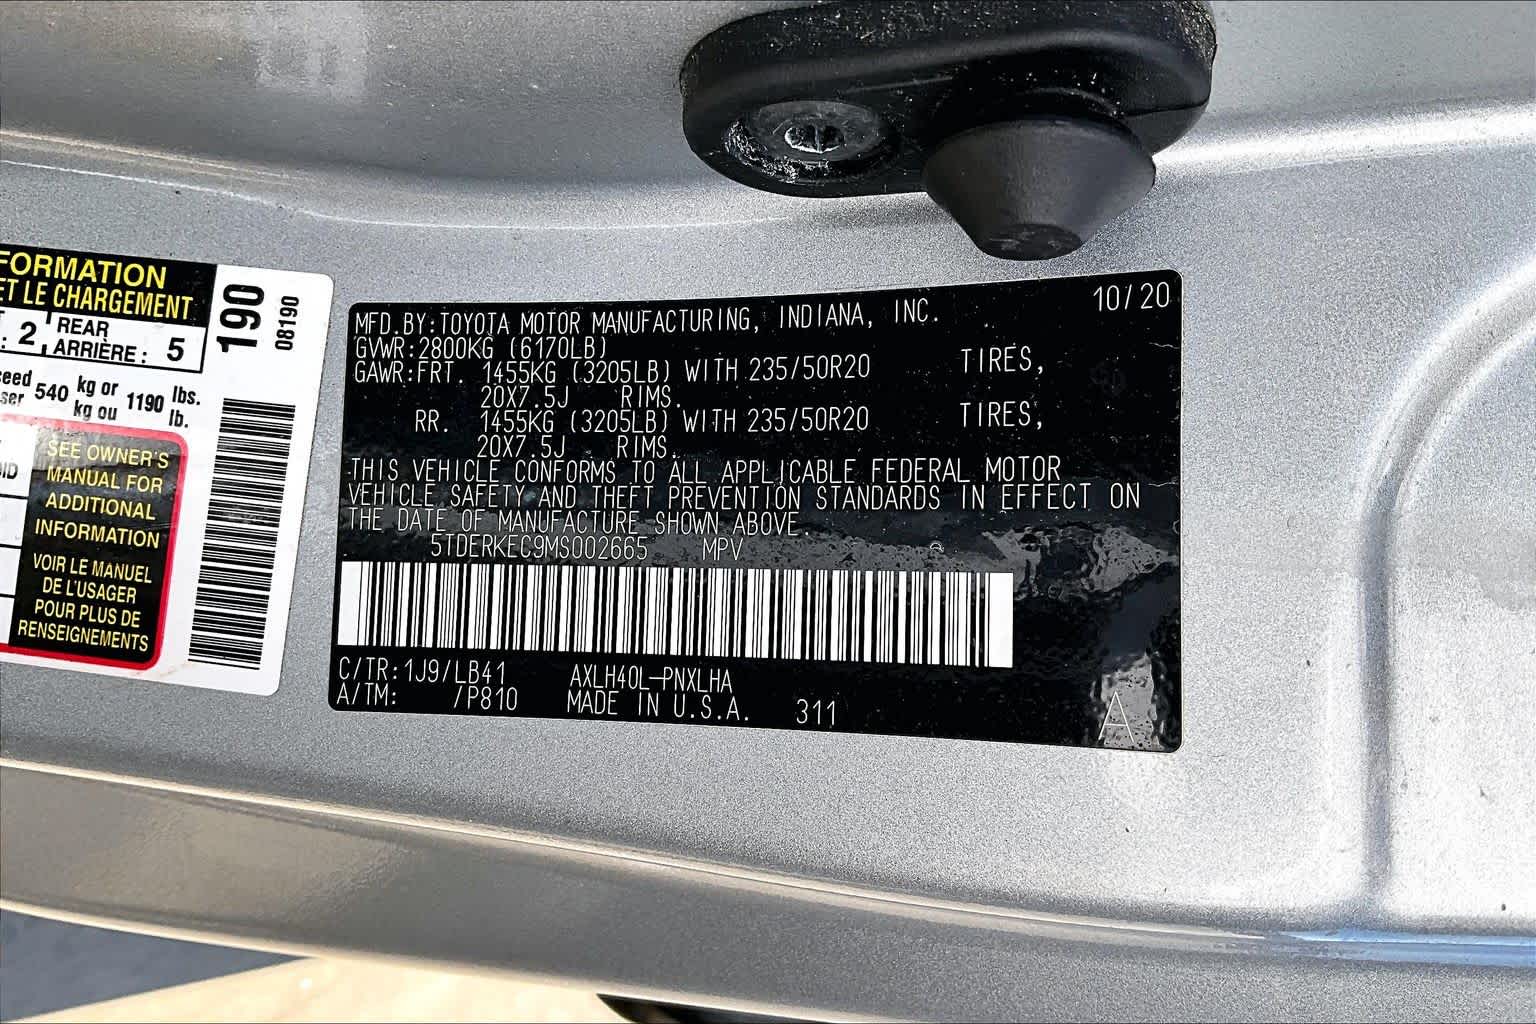 FORMATION
ET LE CHARGEMENT
2
REAR
ARRIÈRE : 5
540 kg or 1190 lbs.
kg ou lb.
SEE OWNER'S
MANUAL FOR
ADDITIONAL
INFORMATION
VOIR LE MANUEL
DE L'USAGER
POUR PLUS DE
RENSEIGNEMENTS
190
08190
MFD.BY:TOYOTA MOTOR MANUFACTURING, INDIANA, INC. 10/20
GVWR:2800KG (6170LB)
GAWR:FRT. 1455KG (3205LB) WITH 235/50R20 TIRES,
20X7.5J RIMS.
RR. 1455KG (3205LB) WITH 235/50R20 TIRES,
20X7.5J RIMS.
THIS VEHICLE CONFORMS TO ALL APPLICABLE FEDERAL MOTOR
VEHICLE SAFETY AND THEFT PREVENTION STANDARDS IN EFFECT ON
THE DATE OF MANUFACTURE SHOWN ABOVE.
5TDERKEC9MS002665 MPV
C/TR:1J9/LB41 AXLH40L-PNXLHA
A/TM: /P810 MADE IN U.S.A. 311
A